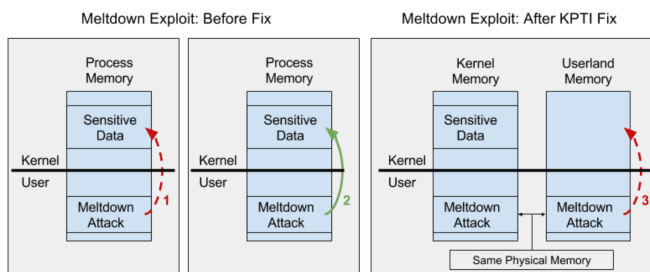 Meltdown Exploit: Before Fix
Process
Memory
Sensitive
Data
Kernel
User
Meltdown
Attack
1
Process
Memory
Sensitive
Data
Kernel
User
Meltdown
Attack
2
Meltdown Exploit: After KPTI Fix
Kernel
Memory
Userland
Memory
Sensitive
Data
Kernel
User
Meltdown
Attack
Meltdown
Attack
3
Same Physical Memory